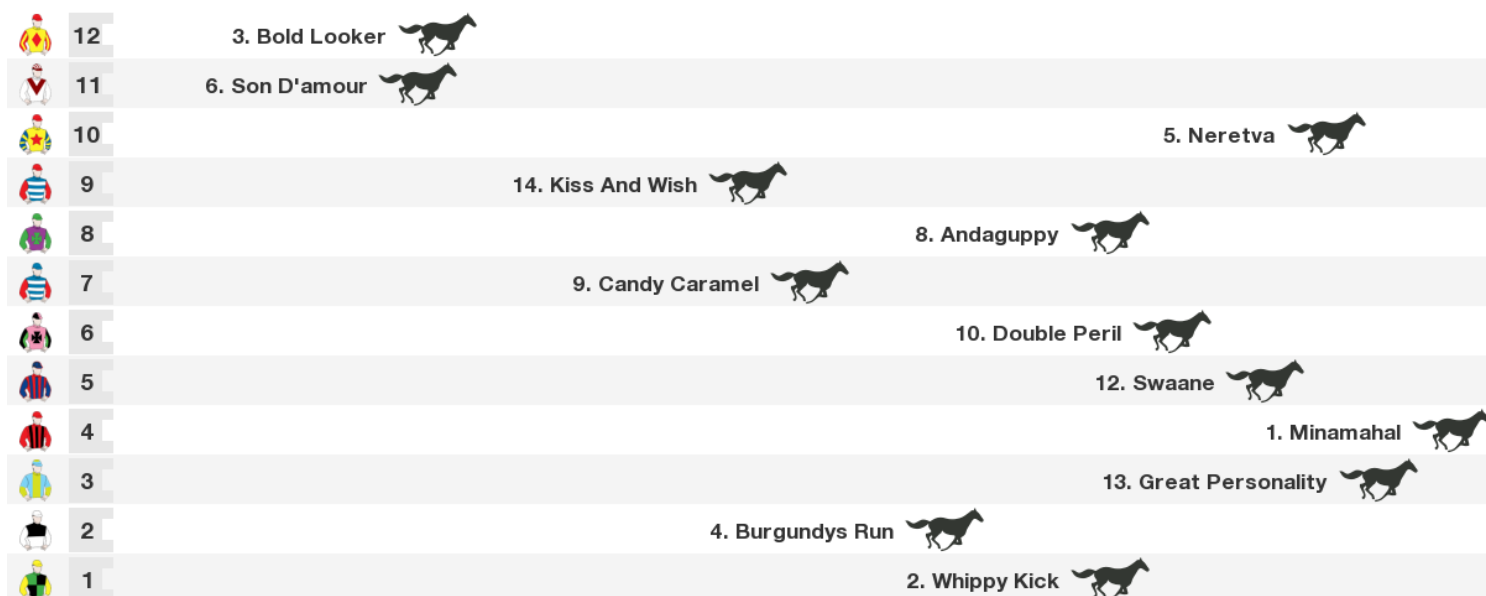 12 3. Bold Looker
11 6. Son D'amour
10 5. Neretva
9 14. Kiss And Wish
8 8. Andaguppy
7 9. Candy Caramel
6 10. Double Peril
5 12. Swaane
4 1. Minamahal
3 13. Great Personality
2 4. Burgundys Run
1 2. Whippy Kick